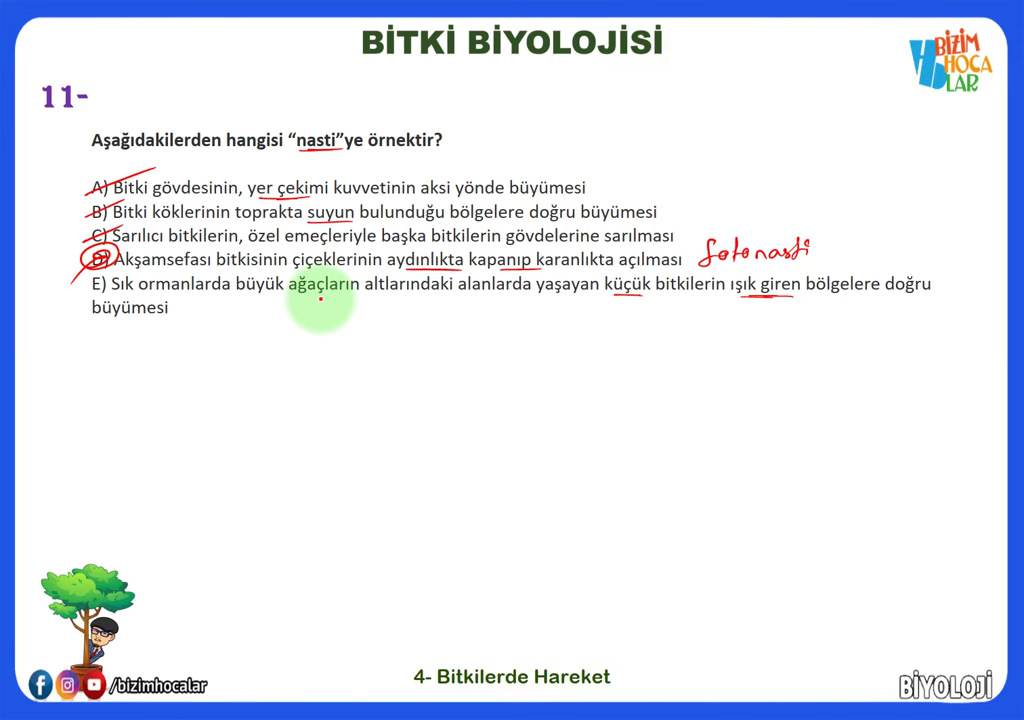 BİTKİ BİYOLOJİSİ
BİZİM
HOCA
LAR
11-
Aşağıdakilerden hangisi “nasti”ye örnektir?
A) Bitki gövdesinin, yer çekimi kuvvetinin aksi yönde büyümesi
B) Bitki köklerinin toprakta suyun bulunduğu bölgelere doğru büyümesi
C) Sarılıcı bitkilerin, özel emeçleriyle başka bitkilerin gövdelerine sarılması
D) Akşamsefası bitkisinin çiçeklerinin aydınlıkta kapanıp karanlıkta açılması fotonasti
E) Sık ormanlarda büyük ağaçların altlarındaki alanlarda yaşayan küçük bitkilerin ışık giren bölgelere doğru
büyümesi
/bizimhocalar
4- Bitkilerde Hareket
BİYOLOJİ